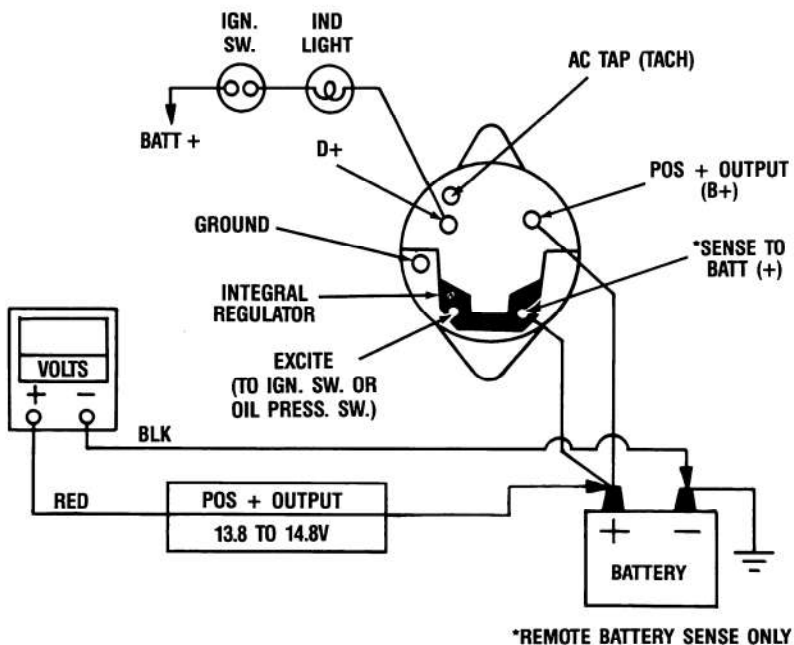 IGN.
SW.
IND
LIGHT
AC TAP (TACH)
BATT +
D+
POS + OUTPUT
(B+)
GROUND
*SENSE TO
BATT (+)
INTEGRAL
REGULATOR
EXCITE
(TO IGN. SW. OR
OIL PRESS. SW.)
VOLTS
+ −
BLK
RED
POS + OUTPUT
13.8 TO 14.8V
+ −
BATTERY
*REMOTE BATTERY SENSE ONLY